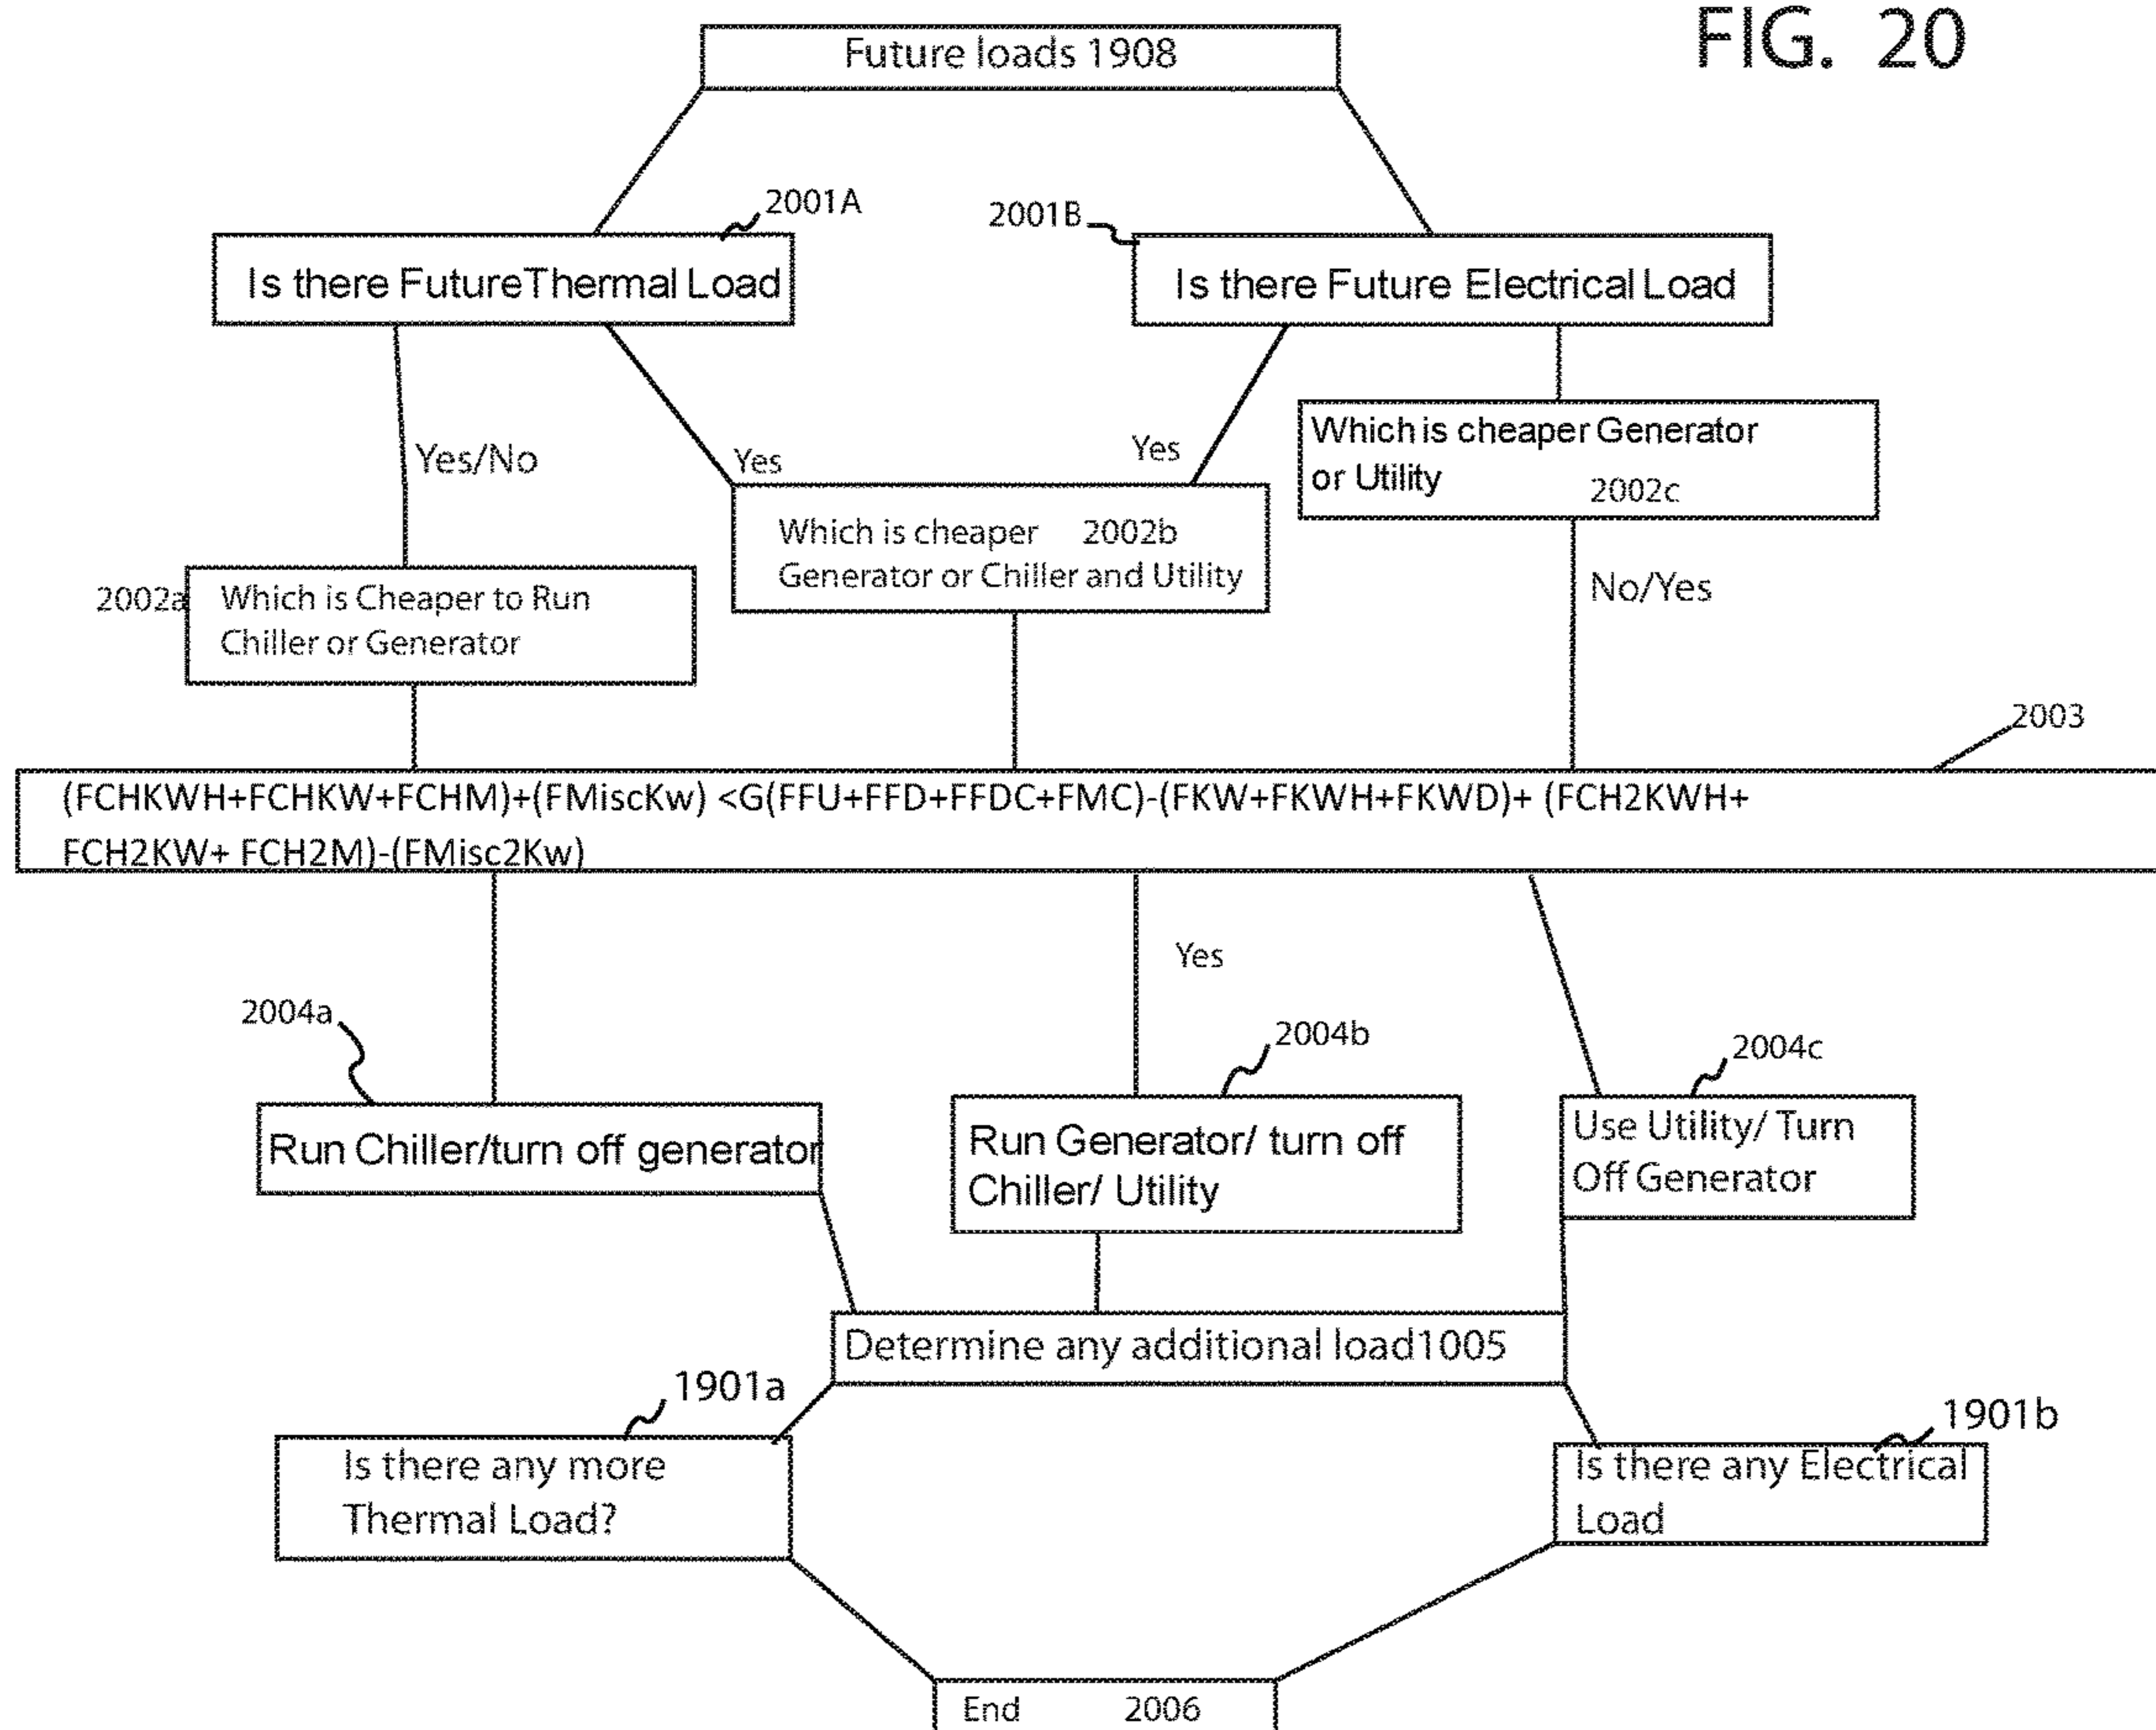 FIG. 20
Future loads 1908
2001A
2001B
Is there FutureThermal Load
Is there Future Electrical Load
Yes/No
Yes
Yes
Which is cheaper Generator
or Utility 2002c
Which is cheaper 2002b
Generator or Chiller and Utility
2002a
Which is Cheaper to Run
Chiller or Generator
No/Yes
2003
(FCHKWH+FCHKW+FCHM)+(FMiscKw) <G(FFU+FFD+FFDC+FMC)-(FKW+FKWH+FKWD)+ (FCH2KWH+
FCH2KW+ FCH2M)-(FMisc2Kw)
Yes
2004a
2004b
2004c
Run Chiller/turn off generator
Run Generator/ turn off
Chiller/ Utility
Use Utility/ Turn
Off Generator
Determine any additional load1005
1901a
1901b
Is there any more
Thermal Load?
Is there any Electrical
Load
End 2006